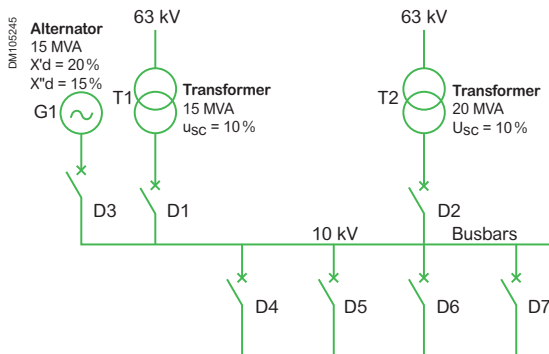 DM105245
63 kV
63 kV
Alternator
15 MVA
X'd = 20%
X"d = 15%
G1
T1
Transformer
15 MVA
usc = 10%
T2
Transformer
20 MVA
Usc = 10%
D3
D1
D2
10 kV
Busbars
D4
D5
D6
D7